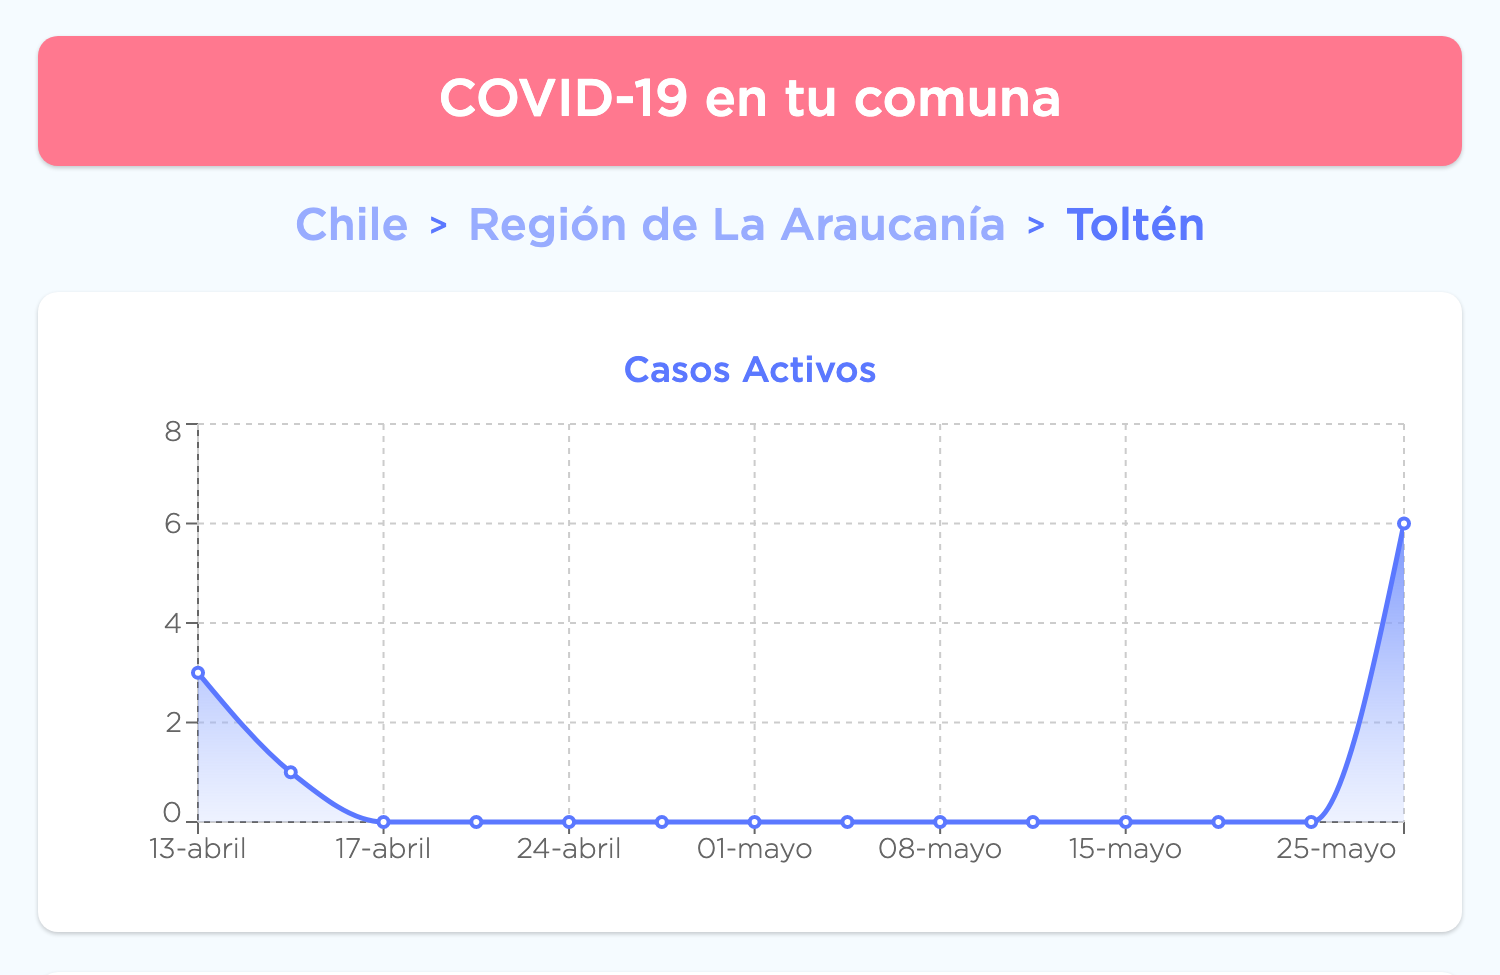 COVID-19 en tu comuna
Chile > Región de La Araucanía > Toltén
Casos Activos
8
6
4
2
0
13-abril 17-abril 24-abril 01-mayo 08-mayo 15-mayo 25-mayo